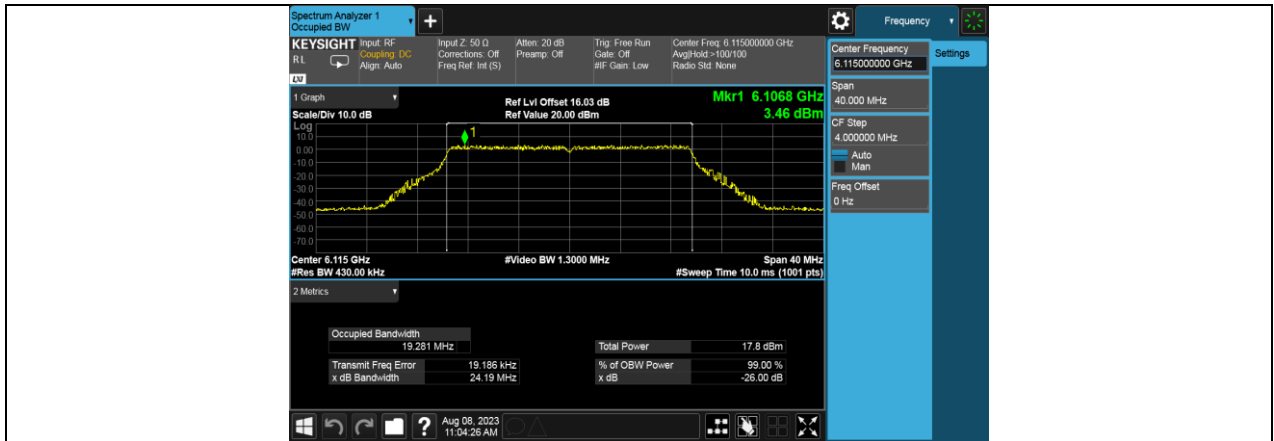 Spectrum Analyzer 1
Occupied BW
Frequency
KEYSIGHT
R L
LXI
Input: RF
Coupling: DC
Align: Auto
Input Z: 50 Ω
Corrections: Off
Freq Ref: Int (S)
Atten: 20 dB
Preamp: Off
Trig: Free Run
Gate: Off
#IF Gain: Low
Center Freq: 6.115000000 GHz
Avg|Hold:>100/100
Radio Std: None
Center Frequency
6.115000000 GHz
Settings
Span
40.000 MHz
CF Step
4.000000 MHz
Auto
Man
Freq Offset
0 Hz
1 Graph
Ref Lvl Offset 16.03 dB
Mkr1 6.1068 GHz
Scale/Div 10.0 dB
Ref Value 20.00 dBm
3.46 dBm
Log
10.0
0.00
-10.0
-20.0
-30.0
-40.0
-50.0
-60.0
-70.0
1
Center 6.115 GHz
#Video BW 1.3000 MHz
Span 40 MHz
#Res BW 430.00 kHz
#Sweep Time 10.0 ms (1001 pts)
2 Metrics
Occupied Bandwidth
19.281 MHz
Total Power 17.8 dBm
Transmit Freq Error 19.186 kHz
% of OBW Power 99.00 %
x dB Bandwidth 24.19 MHz
x dB -26.00 dB
Aug 08, 2023
11:04:26 AM